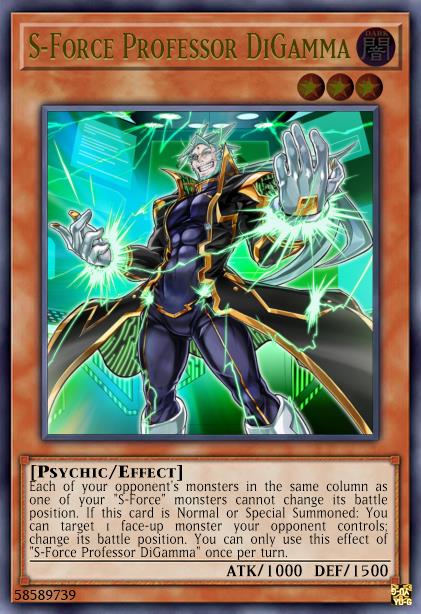 S-Force Professor DiGamma
DARK
闇
[Psychic/Effect]
Each of your opponent's monsters in the same column as
one of your "S-Force" monsters cannot change its battle
position. If this card is Normal or Special Summoned: You
can target 1 face-up monster your opponent controls;
change its battle position. You can only use this effect of
"S-Force Professor DiGamma" once per turn.
ATK/1000 DEF/1500
58589739